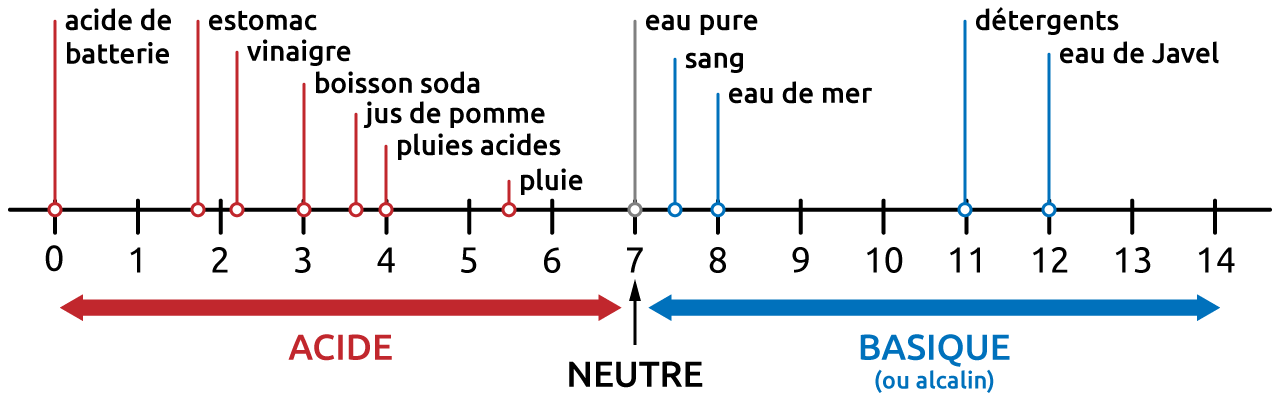 acide de
batterie
estomac
vinaigre
boisson soda
jus de pomme
pluies acides
pluie
eau pure
sang
eau de mer
détergents
eau de Javel
0 1 2 3 4 5 6 7 8 9 10 11 12 13 14
ACIDE
NEUTRE
BASIQUE
(ou alcalin)